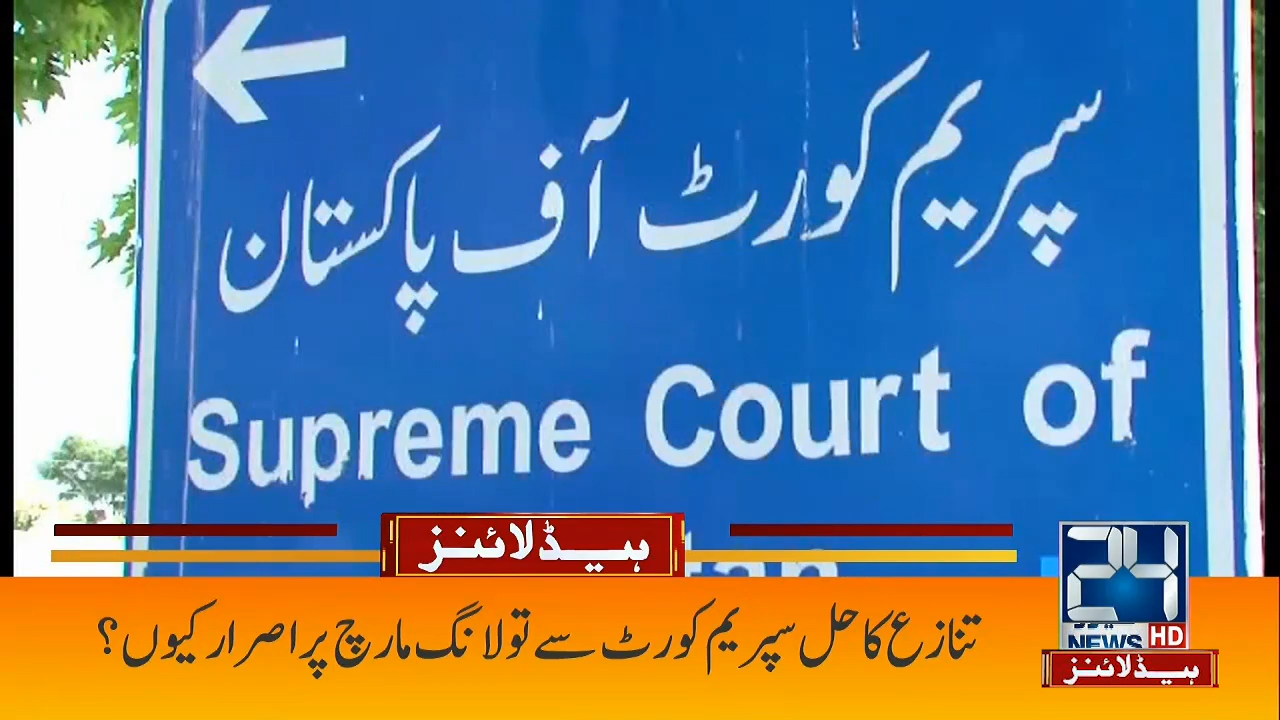 سپریم کورٹ آف پاکستان
Supreme Court of
ہیڈلائنز
تنازع کا حل سپریم کورٹ سے تو لانگ مارچ پر اصرار کیوں؟
24
NEWS HD
ہیڈلائنز